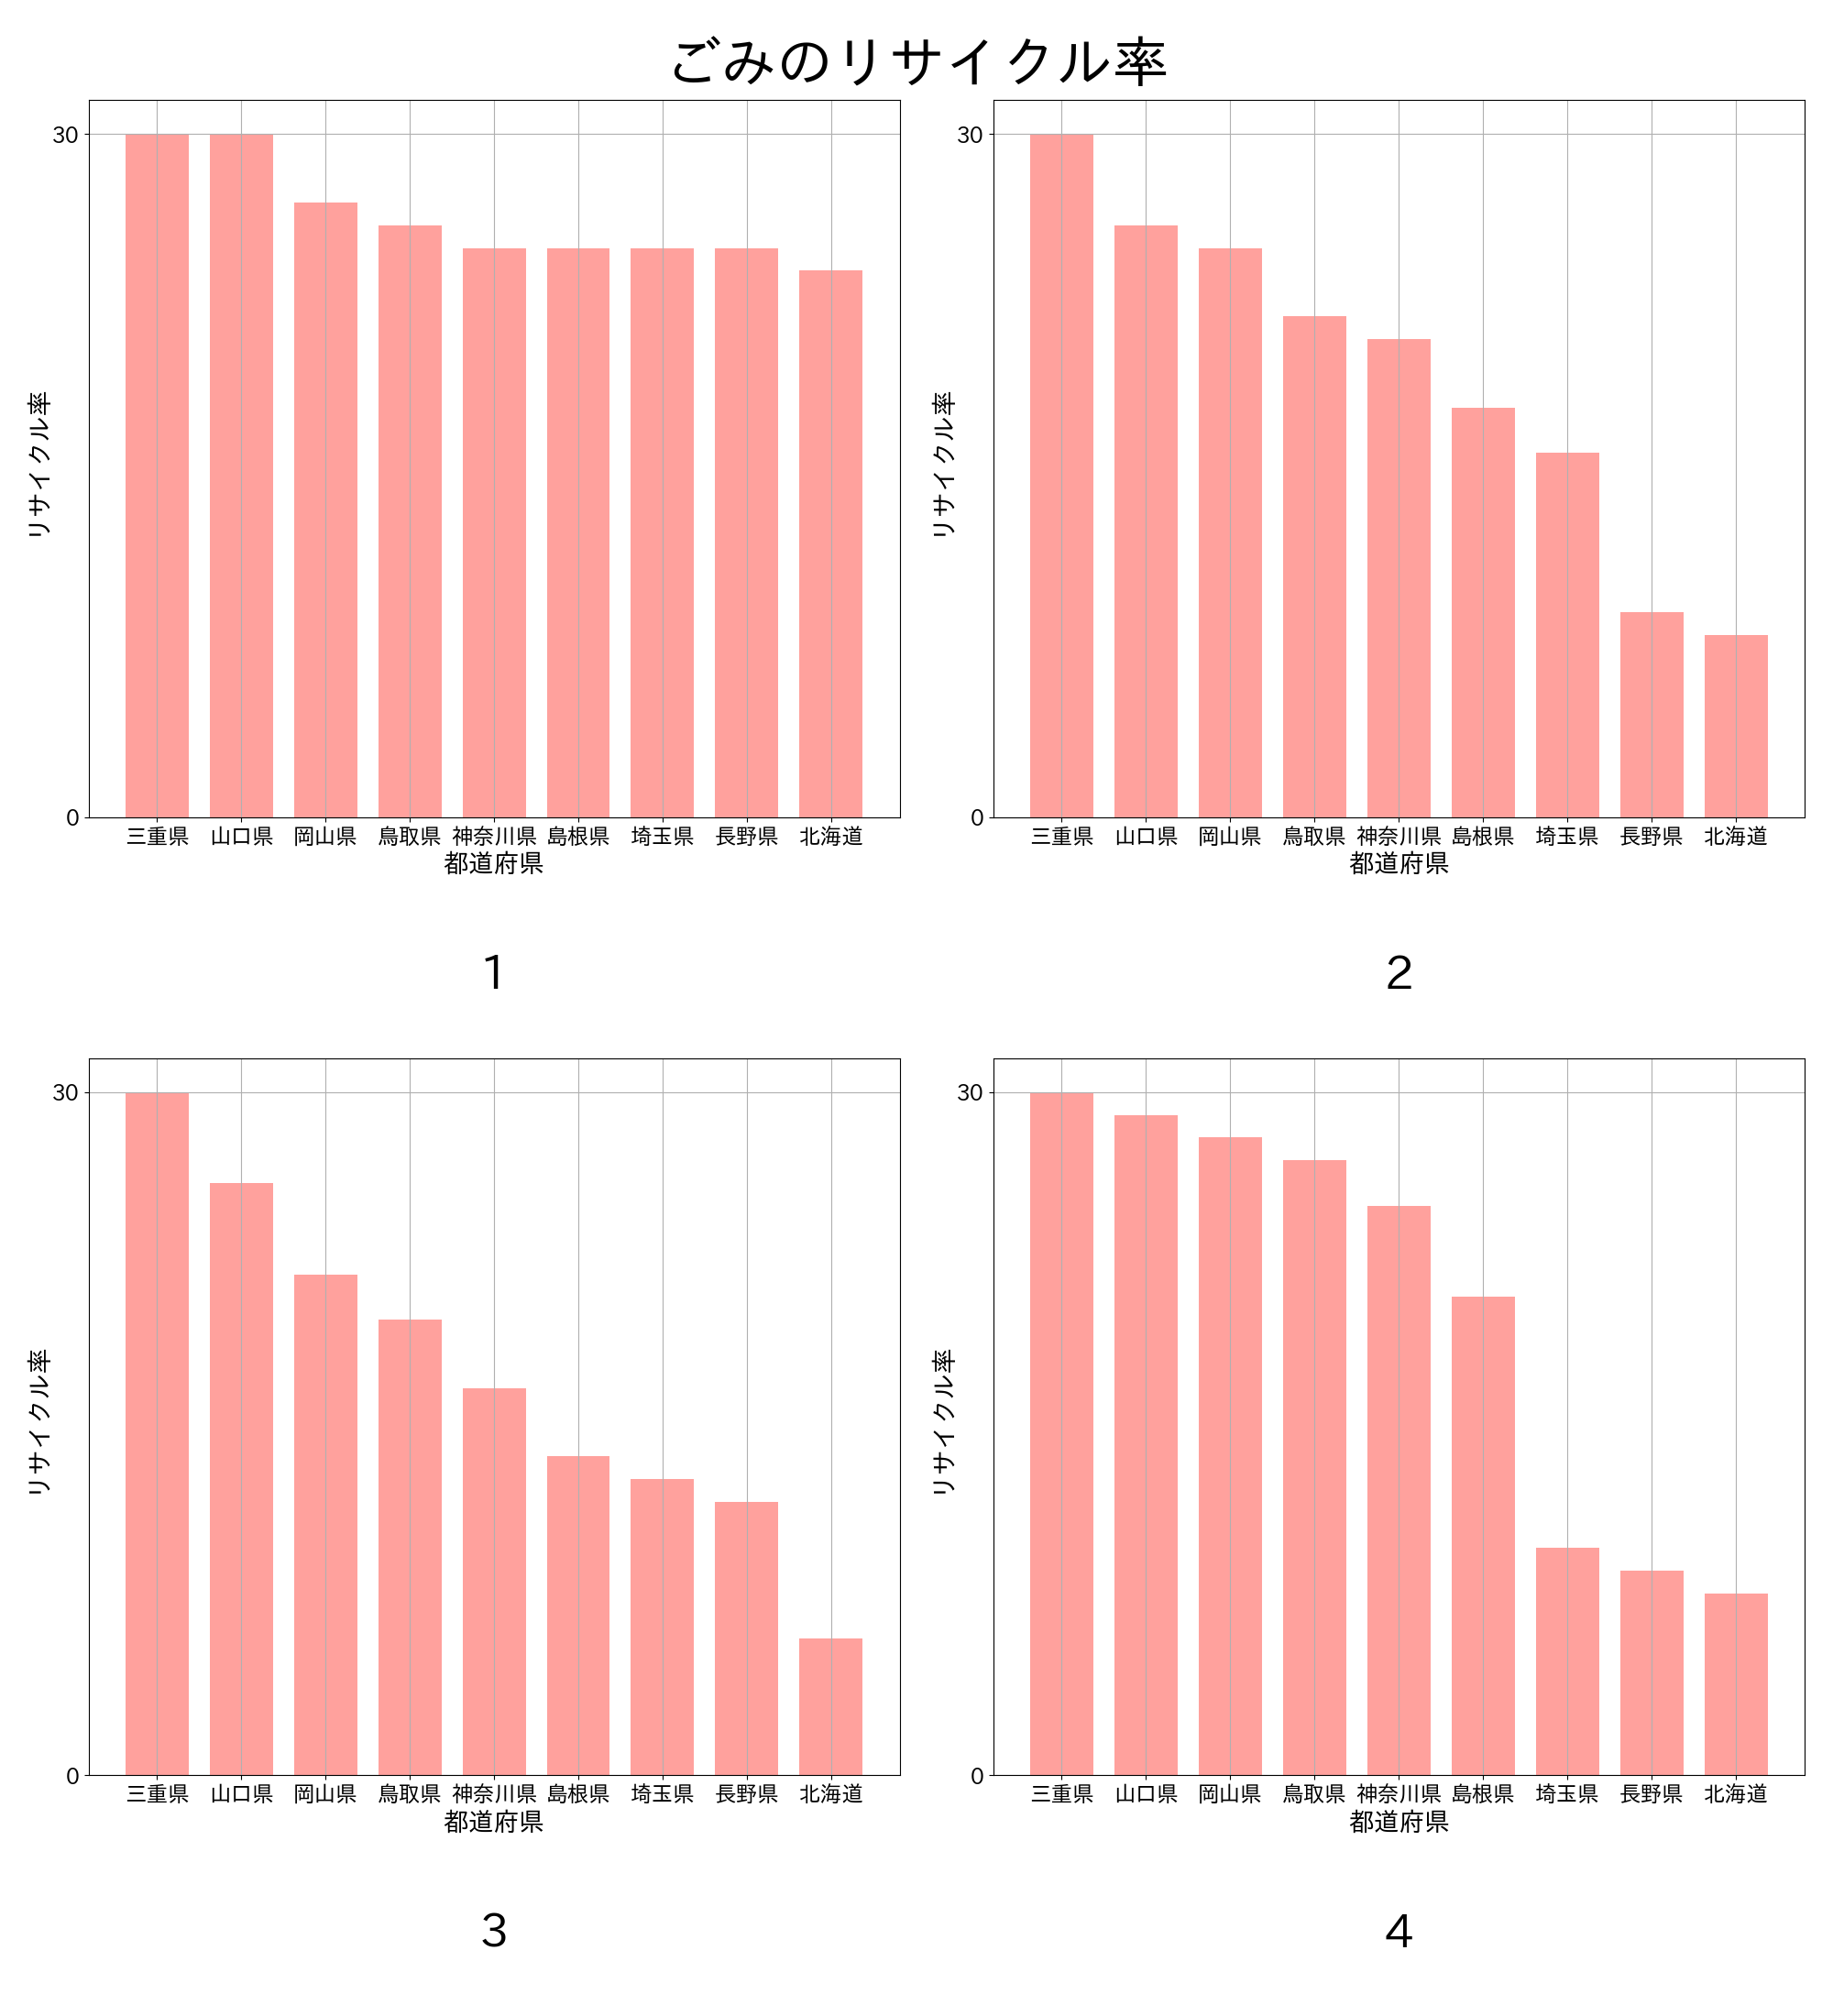 ごみのリサイクル率
30
0
リサイクル率
三重県 山口県 岡山県 鳥取県 神奈川県 島根県 埼玉県 長野県 北海道
都道府県
1
30
0
リサイクル率
三重県 山口県 岡山県 鳥取県 神奈川県 島根県 埼玉県 長野県 北海道
都道府県
2
30
0
リサイクル率
三重県 山口県 岡山県 鳥取県 神奈川県 島根県 埼玉県 長野県 北海道
都道府県
3
30
0
リサイクル率
三重県 山口県 岡山県 鳥取県 神奈川県 島根県 埼玉県 長野県 北海道
都道府県
4